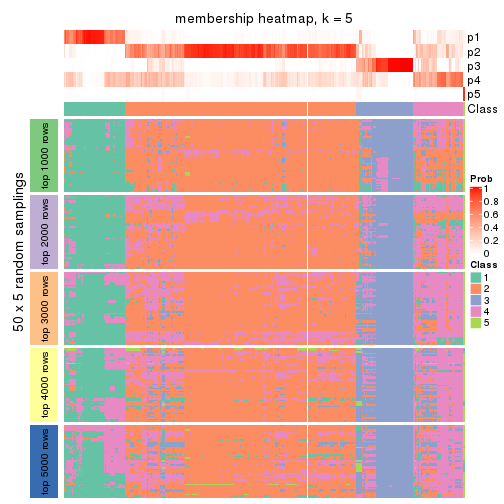 membership heatmap, k = 5
p1
p2
p3
p4
p5
Class
50 x 5 random samplings
top 1000 rows
top 2000 rows
top 3000 rows
top 4000 rows
top 5000 rows
Prob
1
0.8
0.6
0.4
0.2
0
Class
1
2
3
4
5